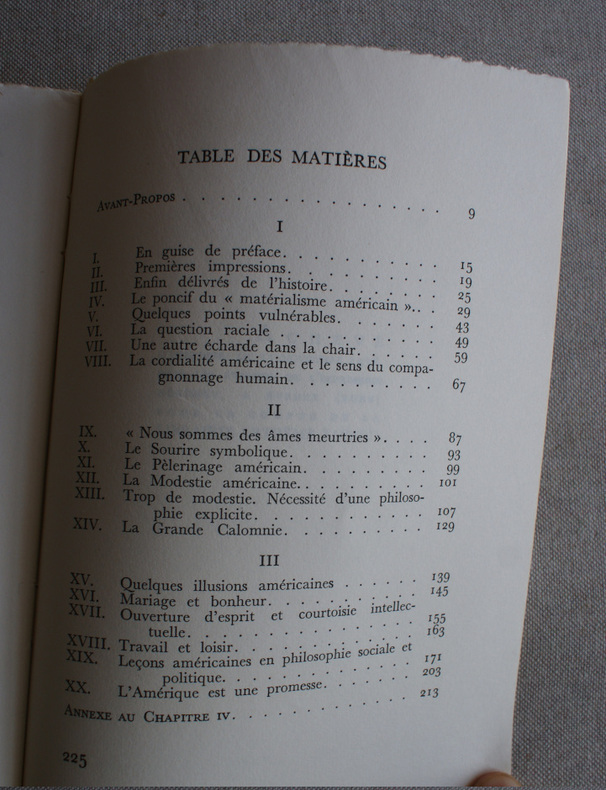 TABLE DES MATIÈRES
AVANT-PROPOS . . . . . . . . . . . . . . . . . 9
I
I. En guise de préface. . . . . . . . . . 15
II. Premières impressions. . . . . . . . . 19
III. Enfin délivrés de l'histoire. . . . . . . 25
IV. Le poncif du « matérialisme américain ». . . 29
V. Quelques points vulnérables. . . . . . . 43
VI. La question raciale . . . . . . . . . . 49
VII. Une autre écharde dans la chair. . . . . . 59
VIII. La cordialité américaine et le sens du compa-
gnonnage humain. . . . . . . . . . 67
II
IX. « Nous sommes des âmes meurtries ». . . . 87
X. Le Sourire symbolique. . . . . . . . . 93
XI. Le Pèlerinage américain. . . . . . . . . 99
XII. La Modestie américaine. . . . . . . . . 101
XIII. Trop de modestie. Nécessité d'une philoso-
phie explicite. . . . . . . . . . . 107
XIV. La Grande Calomnie. . . . . . . . . . 129
III
XV. Quelques illusions américaines . . . . . . 139
XVI. Mariage et bonheur. . . . . . . . . . 145
XVII. Ouverture d'esprit et courtoisie intellec-
tuelle. . . . . . . . . . . . . . 155
XVIII. Travail et loisir. . . . . . . . . . . . 163
XIX. Leçons américaines en philosophie sociale et
politique. . . . . . . . . . . . . 171
XX. L'Amérique est une promesse. . . . . . . 203
ANNEXE AU CHAPITRE IV. . . . . . . . . . . . 213
225